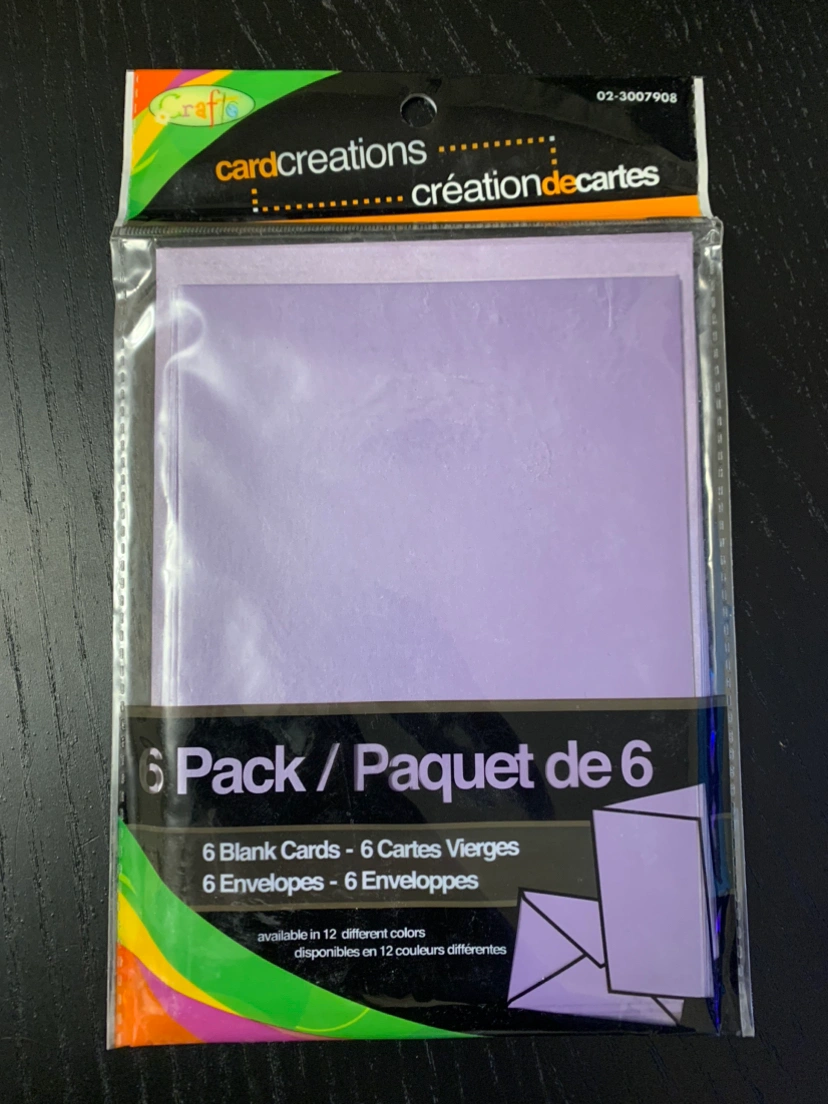 Crafts
02-3007908
cardcreations
créationdecartes
6 Pack / Paquet de 6
6 Blank Cards - 6 Cartes Vierges
6 Envelopes - 6 Enveloppes
available in 12 different colors
disponibles en 12 couleurs différentes